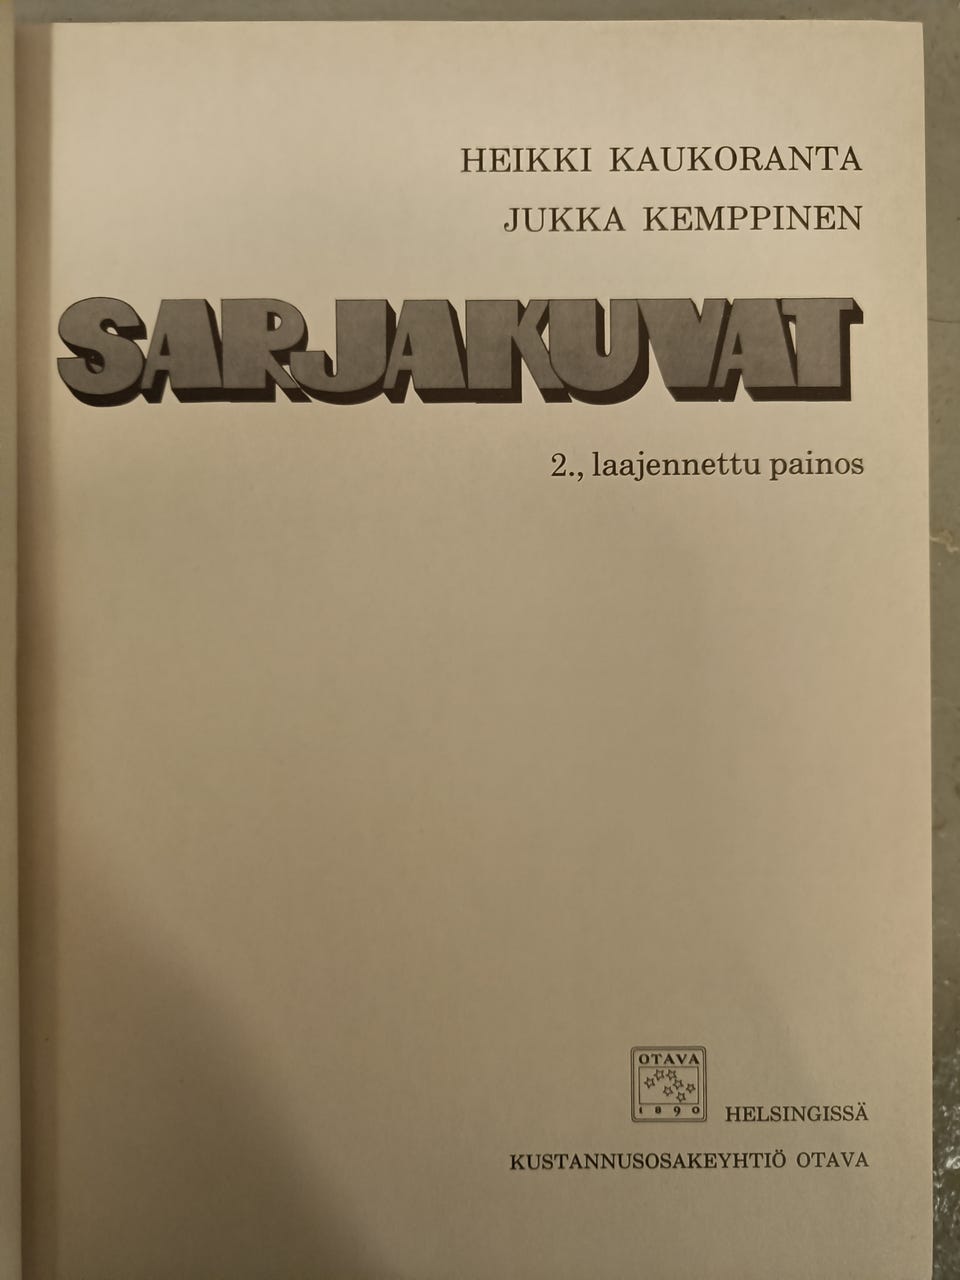 HEIKKI KAUKORANTA
JUKKA KEMPPINEN
SARJAKUVAT
2., laajennettu painos
OTAVA
1890
HELSINGISSÄ
KUSTANNUSOSAKEYHTIÖ OTAVA